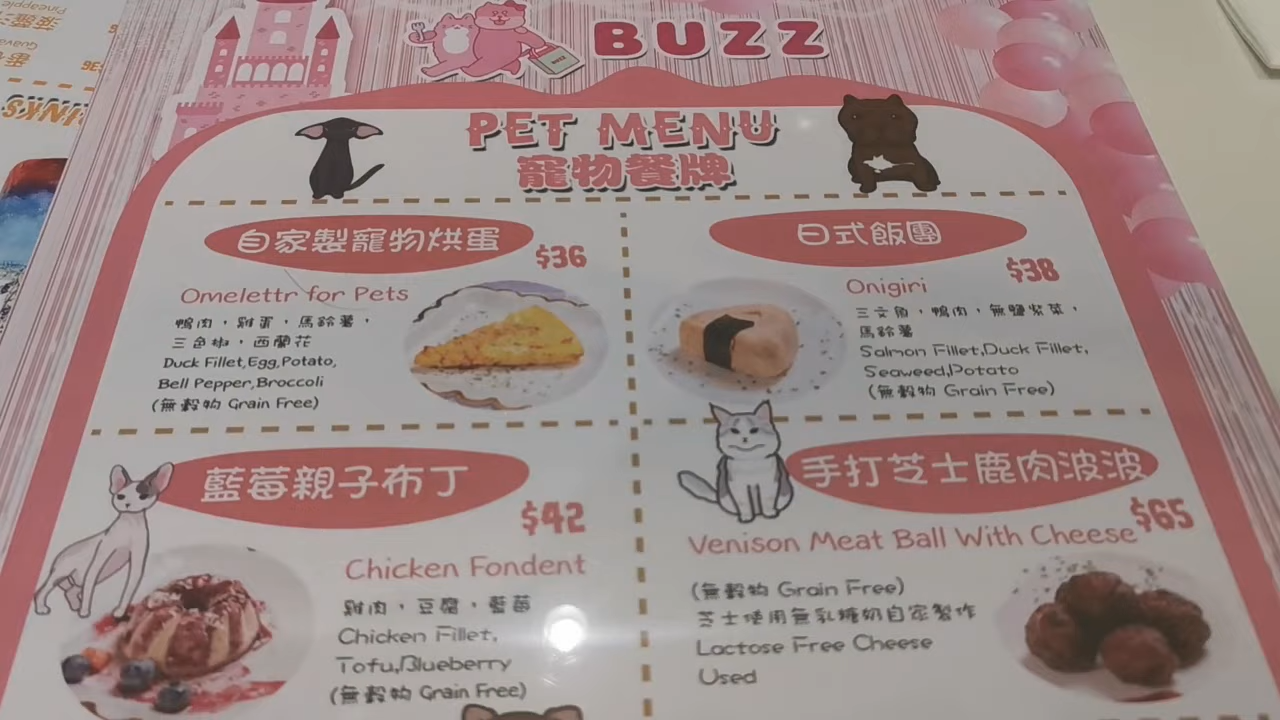 BUZZ
PET MENU
寵物餐牌
自家製寵物烘蛋
$36
Omelettr for Pets
鴨肉，雞蛋，馬鈴薯，
三色椒，西蘭花
Duck Fillet,Egg,Potato,
Bell Pepper,Broccoli
(無穀物 Grain Free)
日式飯團
$38
Onigiri
三文魚，鴨肉，無鹽紫菜，
馬鈴薯
Salmon Fillet,Duck Fillet,
Seaweed,Potato
(無穀物 Grain Free)
藍莓親子布丁
$42
Chicken Fondent
雞肉，豆腐，藍莓
Chicken Fillet,
Tofu,Blueberry
(無穀物 Grain Free)
手打芝士鹿肉波波
$65
Venison Meat Ball With Cheese
(無穀物 Grain Free)
芝士使用無乳糖奶自家製作
Lactose Free Cheese
Used
Pineapple
Guava